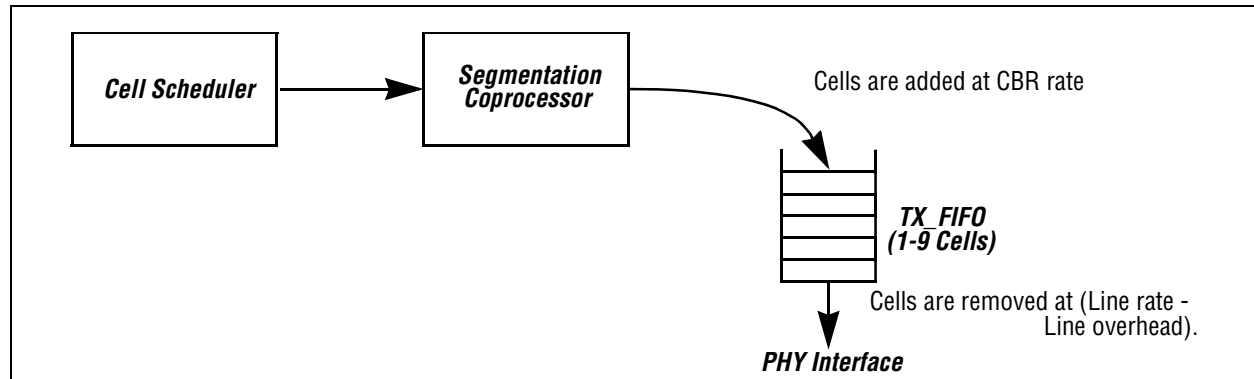 Cell Scheduler
Segmentation
Coprocessor
Cells are added at CBR rate
TX_FIFO
(1-9 Cells)
Cells are removed at (Line rate -
Line overhead).
PHY Interface